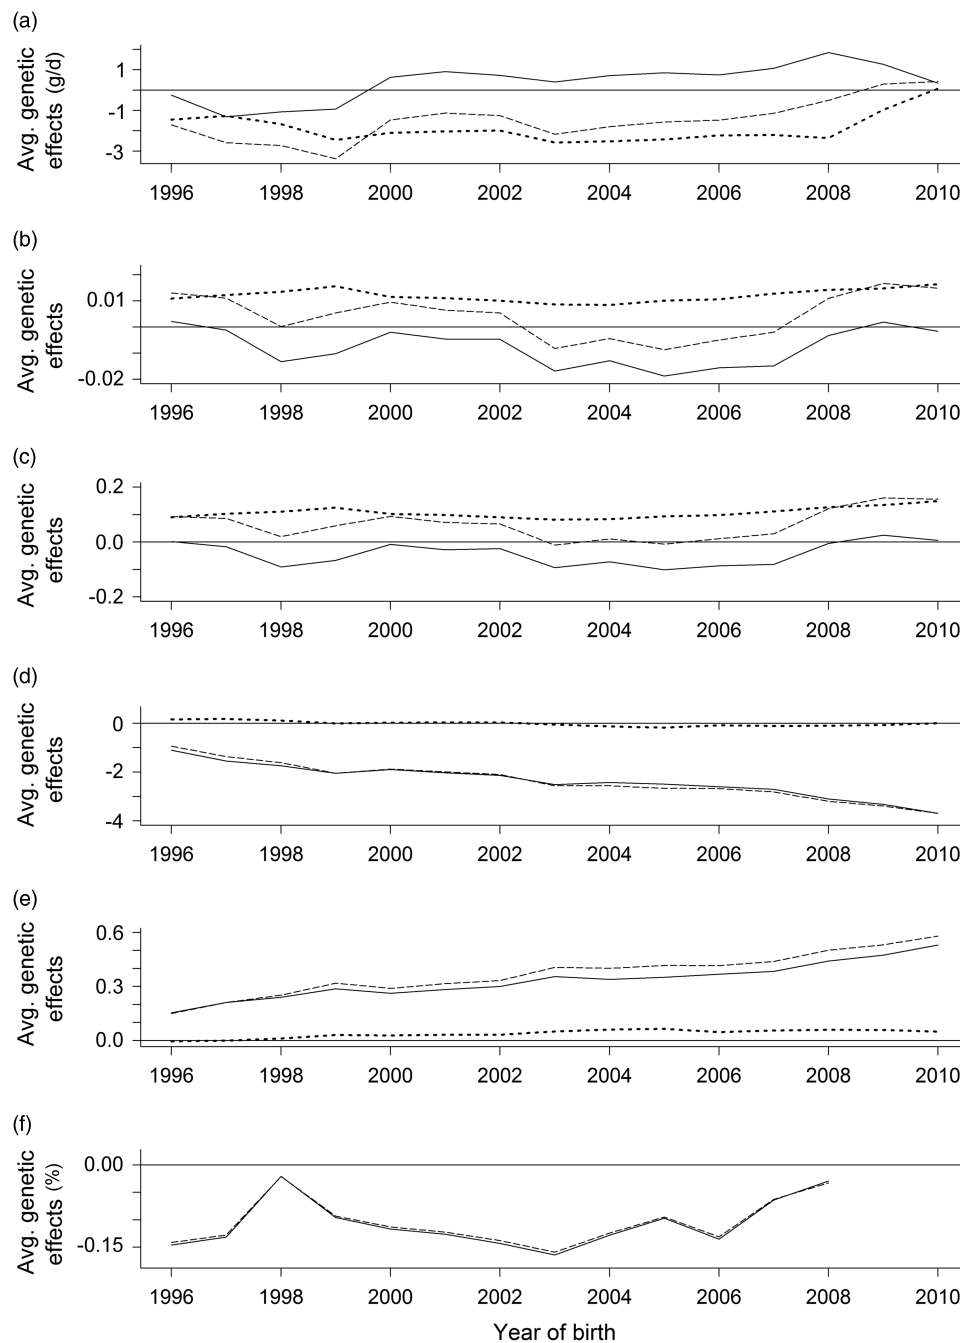 (a)
Avg. genetic
effects (g/d)
1
-1
-3
1996 1998 2000 2002 2004 2006 2008 2010
(b)
Avg. genetic
effects
0.01
-0.02
1996 1998 2000 2002 2004 2006 2008 2010
(c)
Avg. genetic
effects
0.2
0.0
-0.2
1996 1998 2000 2002 2004 2006 2008 2010
(d)
Avg. genetic
effects
0
-2
-4
1996 1998 2000 2002 2004 2006 2008 2010
(e)
Avg. genetic
effects
0.6
0.3
0.0
1996 1998 2000 2002 2004 2006 2008 2010
(f)
Avg. genetic
effects (%)
0.00
-0.15
1996 1998 2000 2002 2004 2006 2008 2010
Year of birth